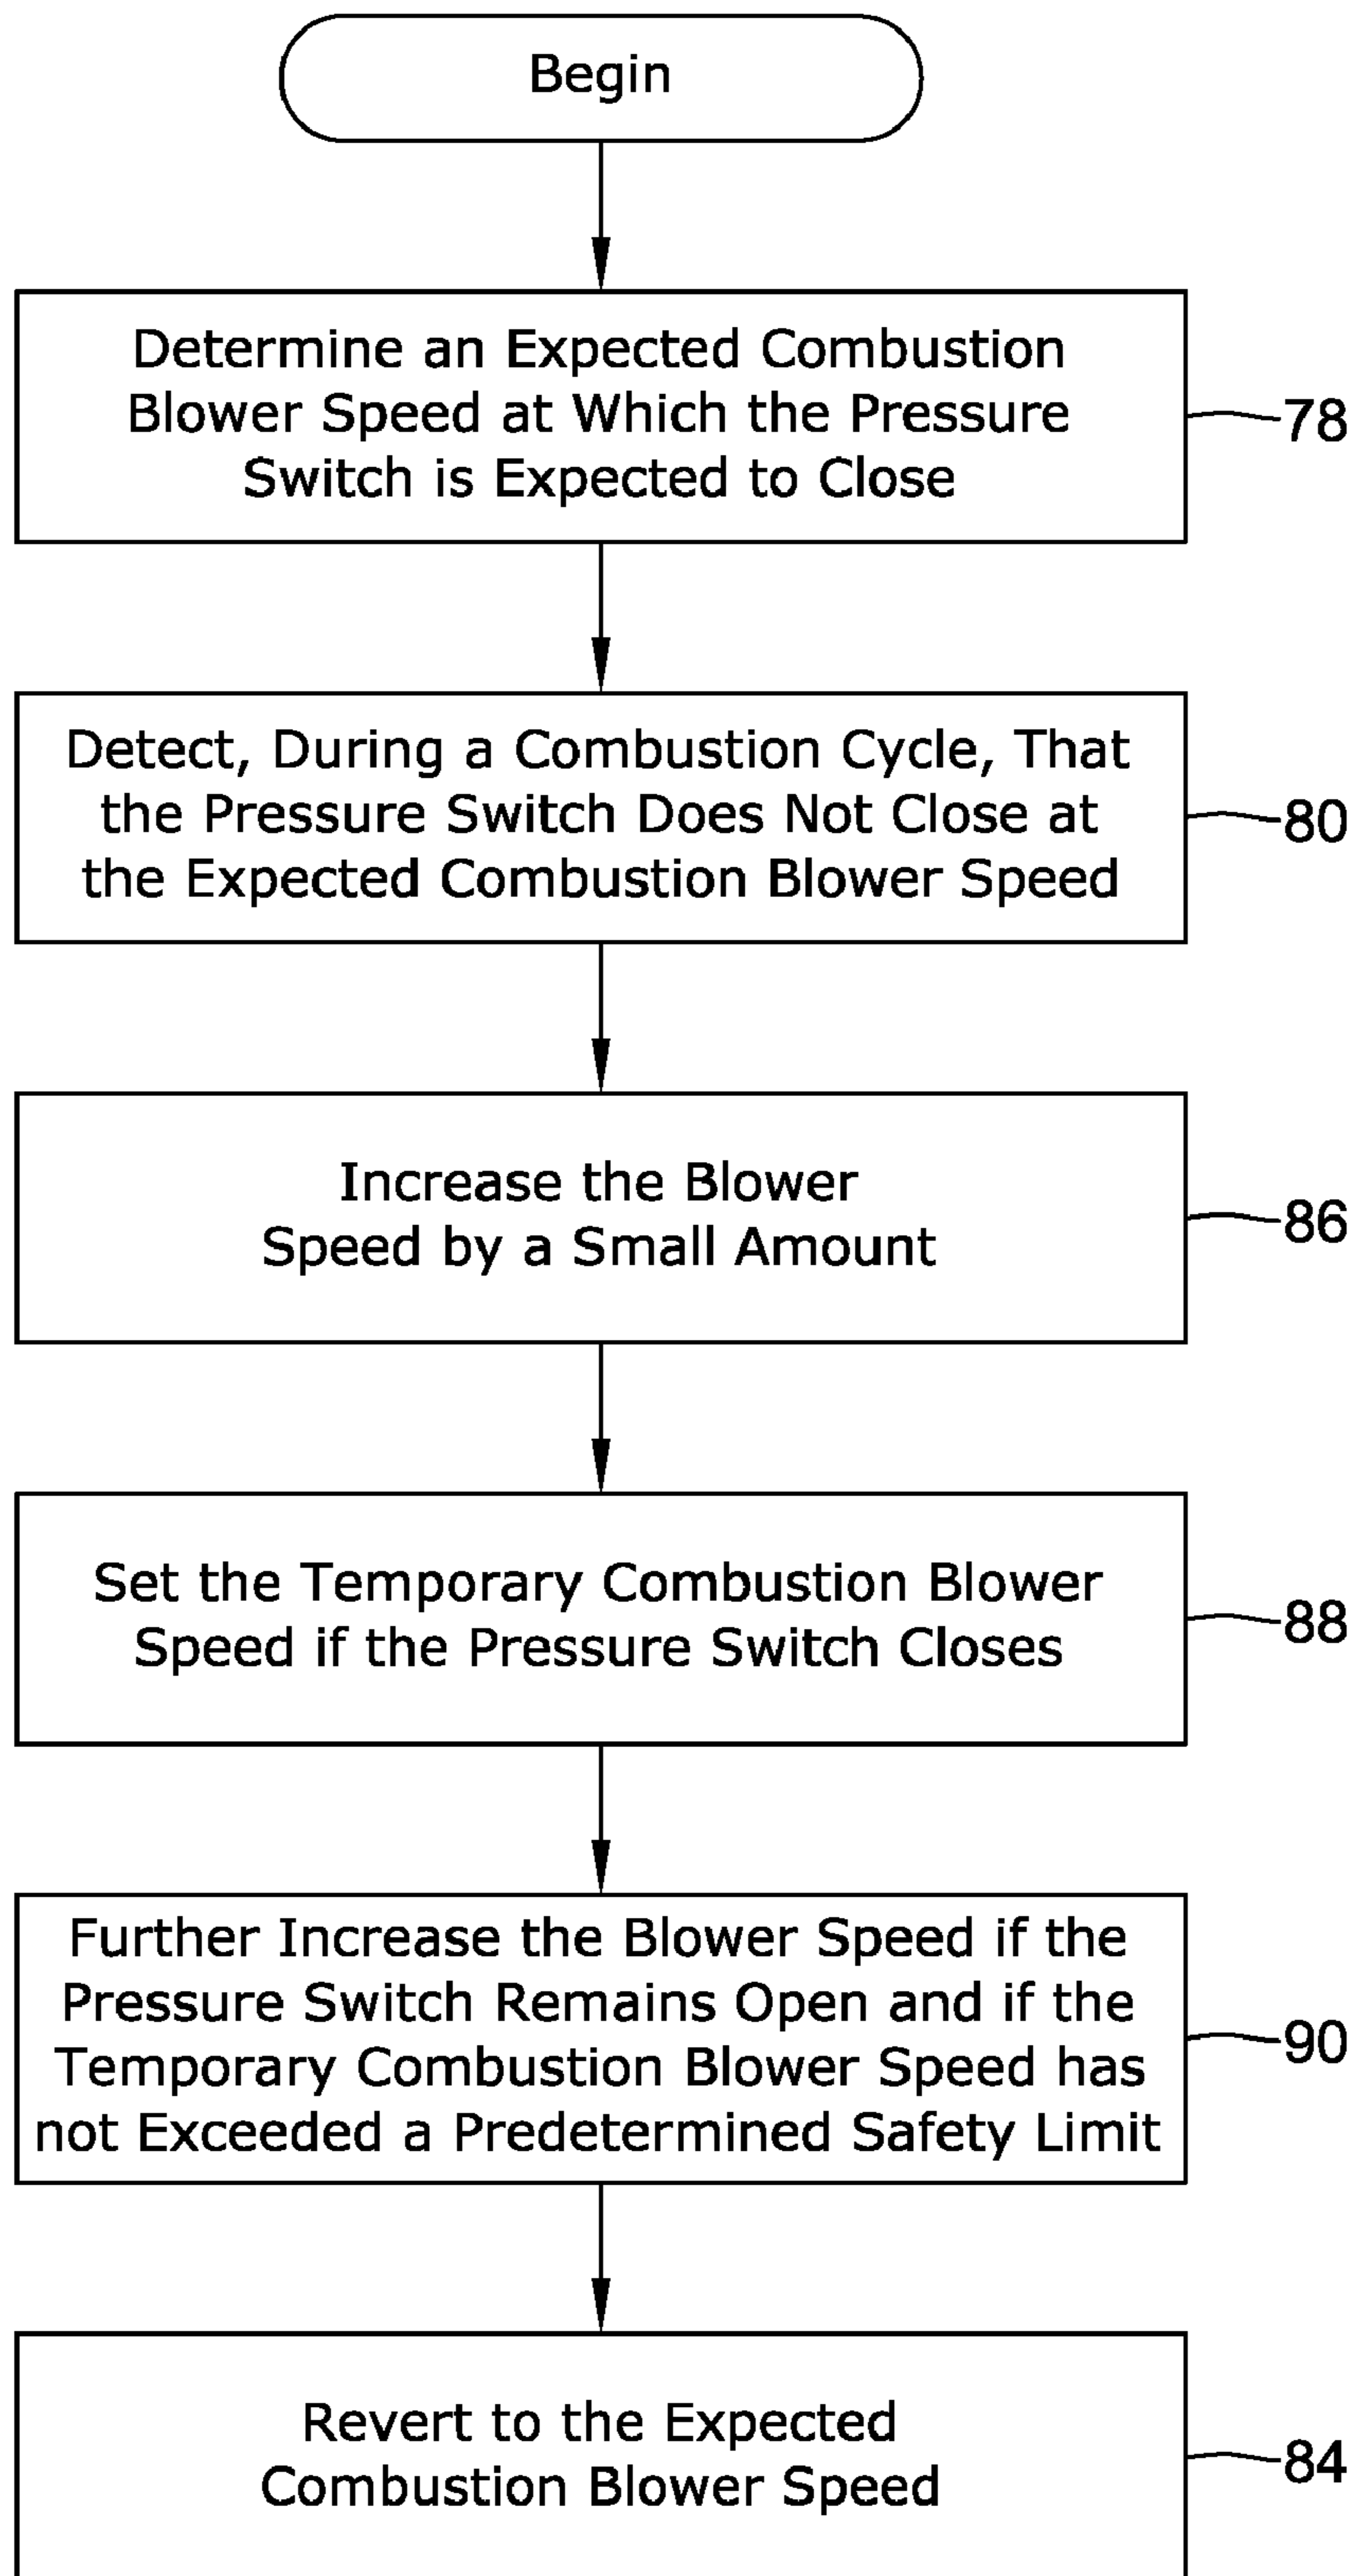 Begin
Determine an Expected Combustion
Blower Speed at Which the Pressure
Switch is Expected to Close
78
Detect, During a Combustion Cycle, That
the Pressure Switch Does Not Close at
the Expected Combustion Blower Speed
80
Increase the Blower
Speed by a Small Amount
86
Set the Temporary Combustion Blower
Speed if the Pressure Switch Closes
88
Further Increase the Blower Speed if the
Pressure Switch Remains Open and if the
Temporary Combustion Blower Speed has
not Exceeded a Predetermined Safety Limit
90
Revert to the Expected
Combustion Blower Speed
84